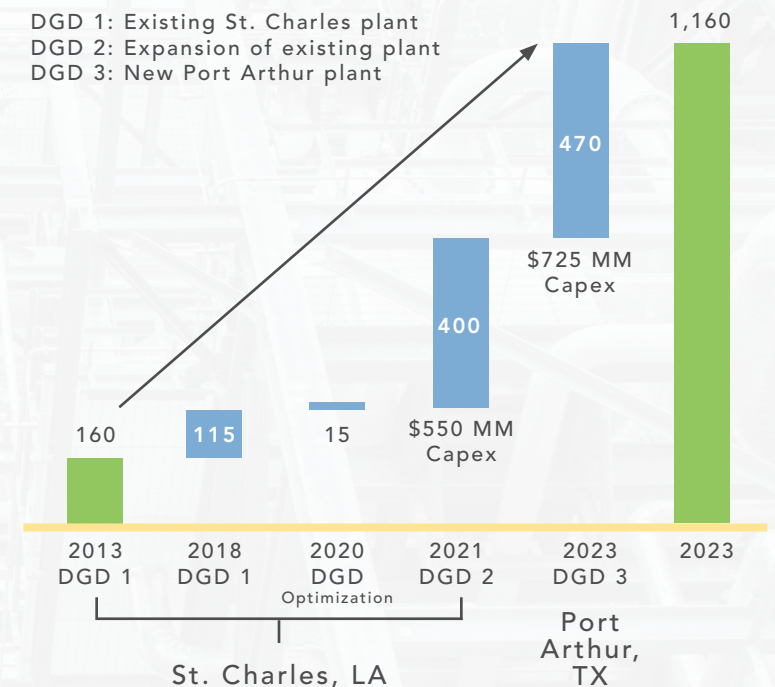 DGD 1: Existing St. Charles plant
DGD 2: Expansion of existing plant
DGD 3: New Port Arthur plant
1,160
470
$725 MM
Capex
400
$550 MM
Capex
160
115
15
2013
DGD 1
2018
DGD 1
2020
DGD
Optimization
2021
DGD 2
2023
DGD 3
2023
St. Charles, LA
Port
Arthur,
TX